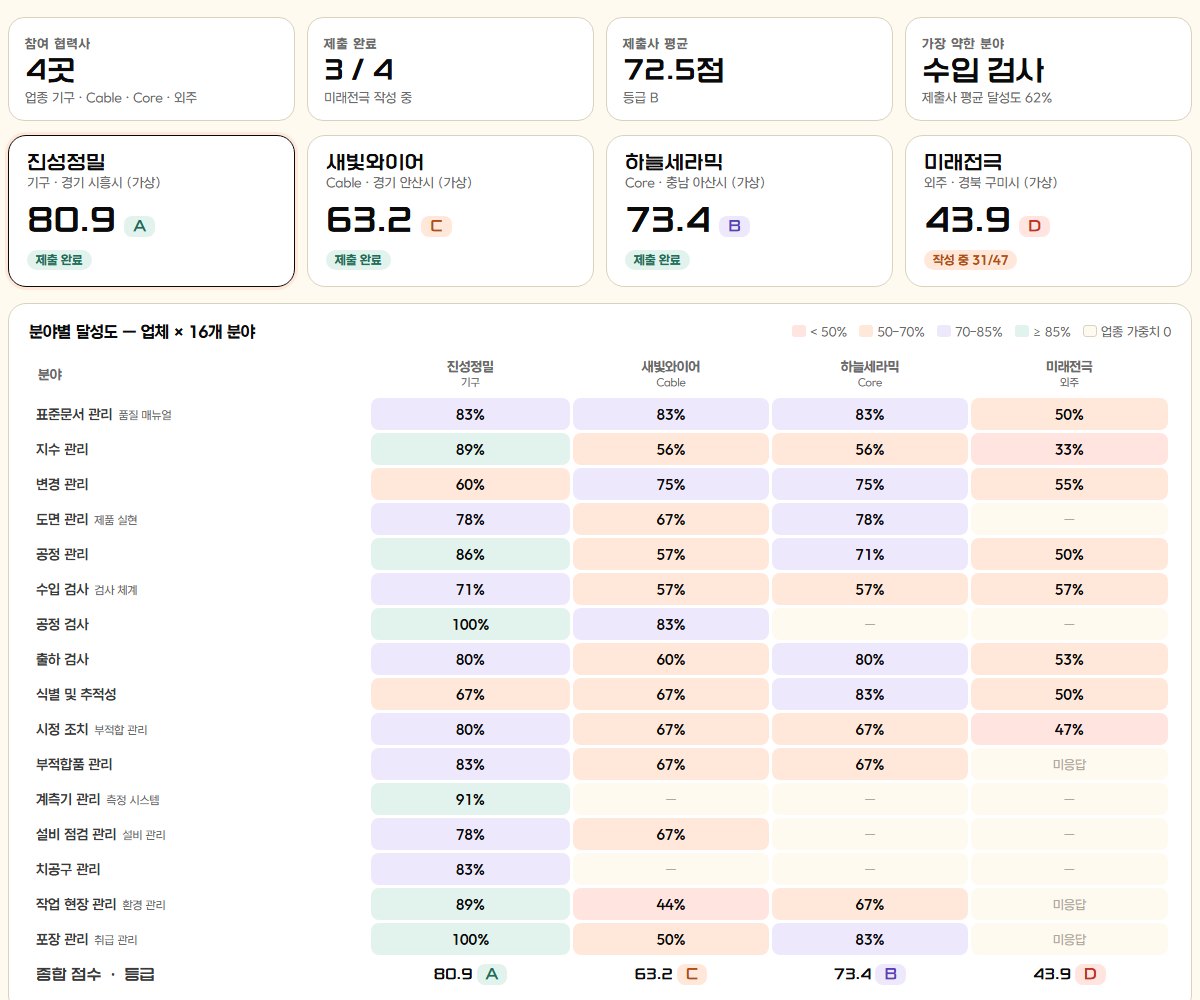 참여 협력사
4곳
업종 기구 · Cable · Core · 외주
제출 완료
3 / 4
미래전극 작성 중
제출사 평균
72.5점
등급 B
가장 약한 분야
수입 검사
제출사 평균 달성도 62%
진성정밀
기구 · 경기 시흥시 (가상)
80.9 A
제출 완료
새빛와이어
Cable · 경기 안산시 (가상)
63.2 C
제출 완료
하늘세라믹
Core · 충남 아산시 (가상)
73.4 B
제출 완료
미래전극
외주 · 경북 구미시 (가상)
43.9 D
작성 중 31/47
분야별 달성도 — 업체 × 16개 분야
< 50% 50–70% 70–85% ≥ 85% 업종 가중치 0
분야 진성정밀 새빛와이어 하늘세라믹 미래전극
기구 Cable Core 외주
표준문서 관리 품질 매뉴얼 83% 83% 83% 50%
지수 관리 89% 56% 56% 33%
변경 관리 60% 75% 75% 55%
도면 관리 제품 실현 78% 67% 78% —
공정 관리 86% 57% 71% 50%
수입 검사 검사 체계 71% 57% 57% 57%
공정 검사 100% 83% — —
출하 검사 80% 60% 80% 53%
식별 및 추적성 67% 67% 83% 50%
시정 조치 부적합 관리 80% 67% 67% 47%
부적합품 관리 83% 67% 67% 미응답
계측기 관리 측정 시스템 91% — — —
설비 점검 관리 설비 관리 78% 67% — —
치공구 관리 83% — — —
작업 현장 관리 환경 관리 89% 44% 67% 미응답
포장 관리 취급 관리 100% 50% 83% 미응답
종합 점수 · 등급 80.9 A 63.2 C 73.4 B 43.9 D